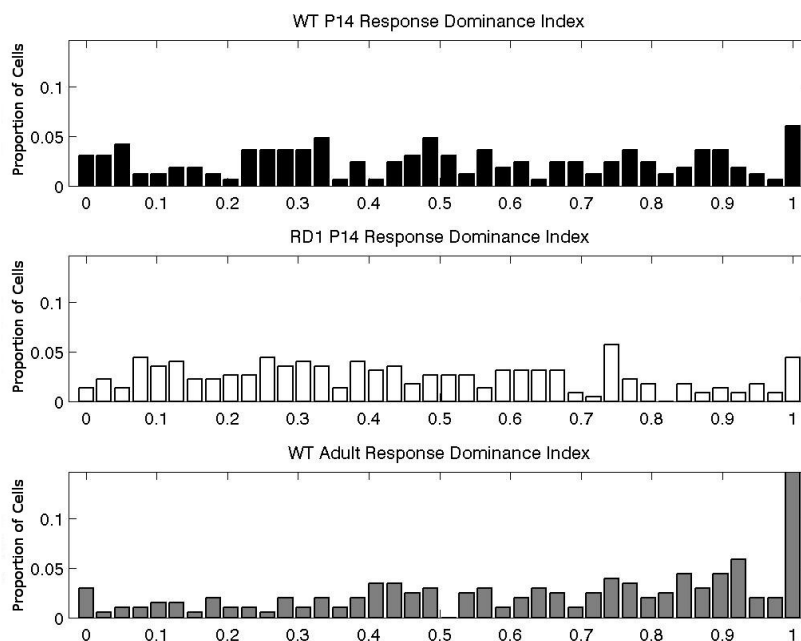 WT P14 Response Dominance Index
Proportion of Cells
0.1
0.05
0
0 0.1 0.2 0.3 0.4 0.5 0.6 0.7 0.8 0.9 1
RD1 P14 Response Dominance Index
Proportion of Cells
0.1
0.05
0
0 0.1 0.2 0.3 0.4 0.5 0.6 0.7 0.8 0.9 1
WT Adult Response Dominance Index
Proportion of Cells
0.1
0.05
0
0 0.1 0.2 0.3 0.4 0.5 0.6 0.7 0.8 0.9 1